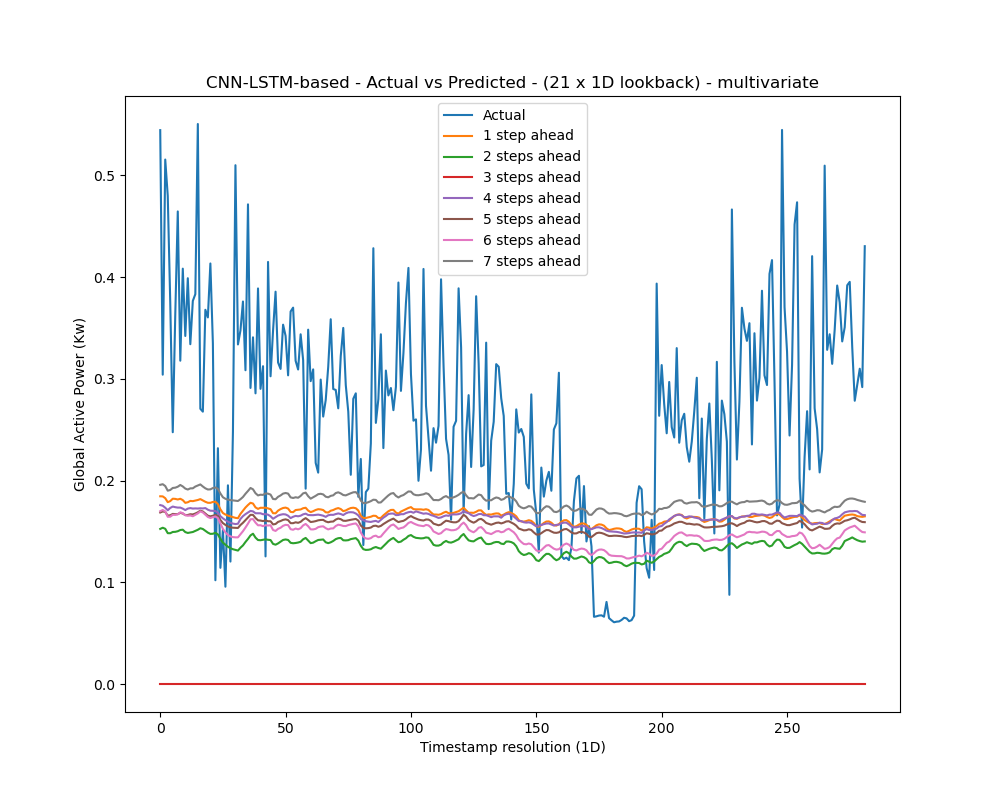 CNN-LSTM-based - Actual vs Predicted - (21 x 1D lookback) - multivariate
Actual
1 step ahead
2 steps ahead
3 steps ahead
4 steps ahead
5 steps ahead
6 steps ahead
7 steps ahead
Global Active Power (Kw)
0.5
0.4
0.3
0.2
0.1
0.0
0 50 100 150 200 250
Timestamp resolution (1D)